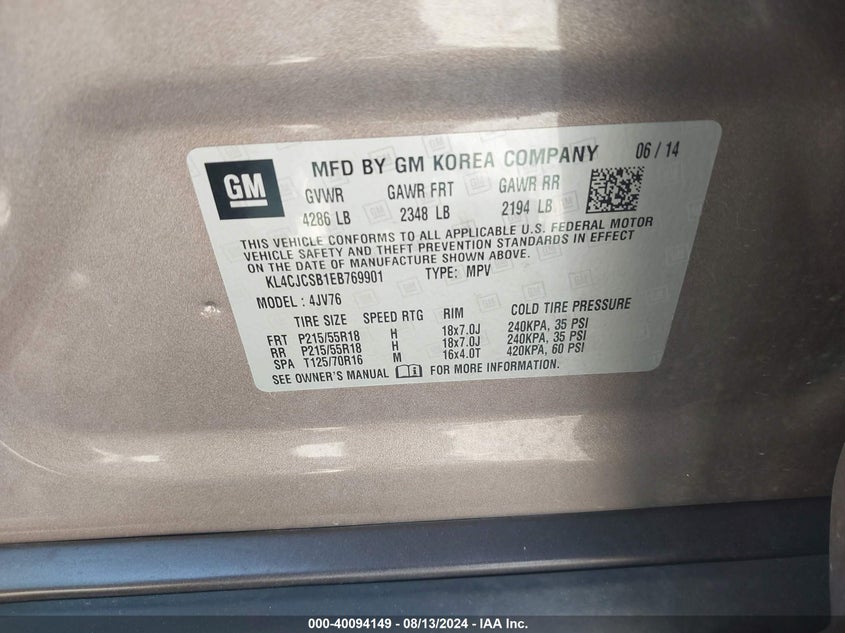 GM
MFD BY GM KOREA COMPANY 06 / 14
GVWR GAWR FRT GAWR RR
4286 LB 2348 LB 2194 LB
THIS VEHICLE CONFORMS TO ALL APPLICABLE U.S. FEDERAL MOTOR
VEHICLE SAFETY AND THEFT PREVENTION STANDARDS IN EFFECT
ON THE DATE OF MANUFACTURE SHOWN ABOVE.
KL4CJCSB1EB769901 TYPE: MPV
MODEL : 4JV76
TIRE SIZE SPEED RTG RIM COLD TIRE PRESSURE
FRT P215/55R18 H 18x7.0J 240KPA, 35 PSI
RR P215/55R18 H 18x7.0J 240KPA, 35 PSI
SPA T125/70R16 M 16x4.0T 420KPA, 60 PSI
SEE OWNER'S MANUAL FOR MORE INFORMATION.
000-40094149 - 08/13/2024 - IAA Inc.